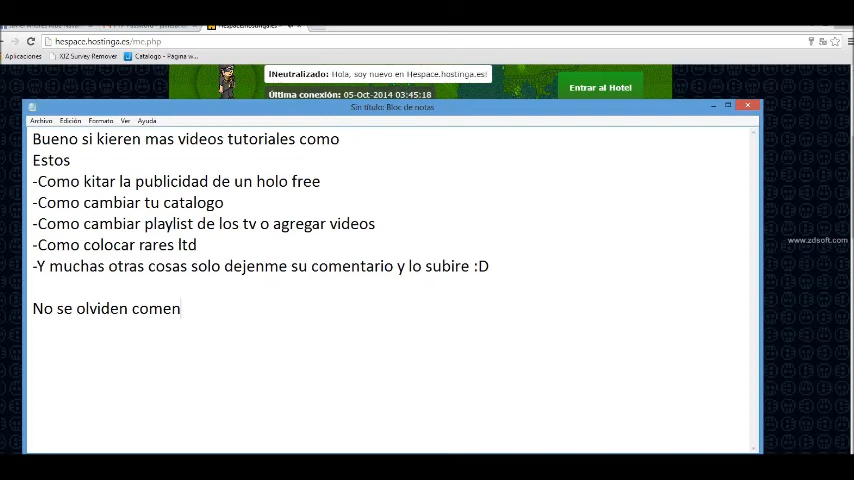 hespace.hostinga.es/me.php
Aplicaciones XJZ Survey Remover Catalogo - Página w...
INeutralizado: Hola, soy nuevo en Hespace.hostinga.es!
Última conexión: 05-Oct-2014 03:45:18
Entrar al Hotel
Sin título: Bloc de notas
Archivo Edición Formato Ver Ayuda
Bueno si kieren mas videos tutoriales como
Estos
-Como kitar la publicidad de un holo free
-Como cambiar tu catalogo
-Como cambiar playlist de los tv o agregar videos
-Como colocar rares ltd
-Y muchas otras cosas solo dejenme su comentario y lo subire :D
No se olviden comen
www.zdsoft.com